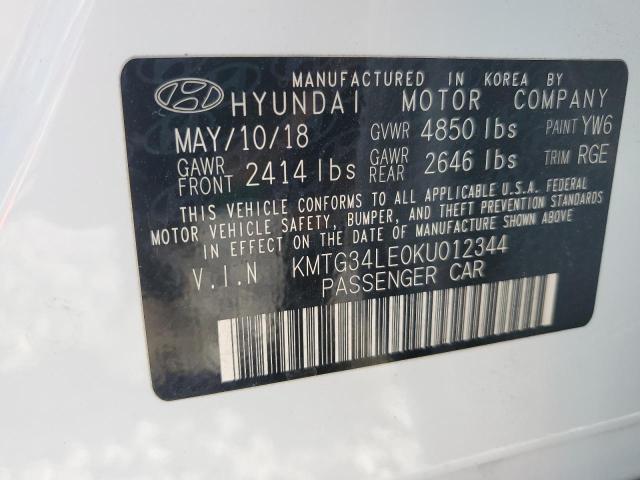 MANUFACTURED IN KOREA BY
HYUNDAI MOTOR COMPANY
MAY/10/18 GVWR 4850 lbs PAINT YW6
GAWR FRONT 2414 lbs GAWR REAR 2646 lbs TRIM RGE
THIS VEHICLE CONFORMS TO ALL APPLICABLE U.S.A. FEDERAL
MOTOR VEHICLE SAFETY, BUMPER, AND THEFT PREVENTION STANDARDS
IN EFFECT ON THE DATE OF MANUFACTURE SHOWN ABOVE
V.I.N KMTG34LE0KU012344
PASSENGER CAR